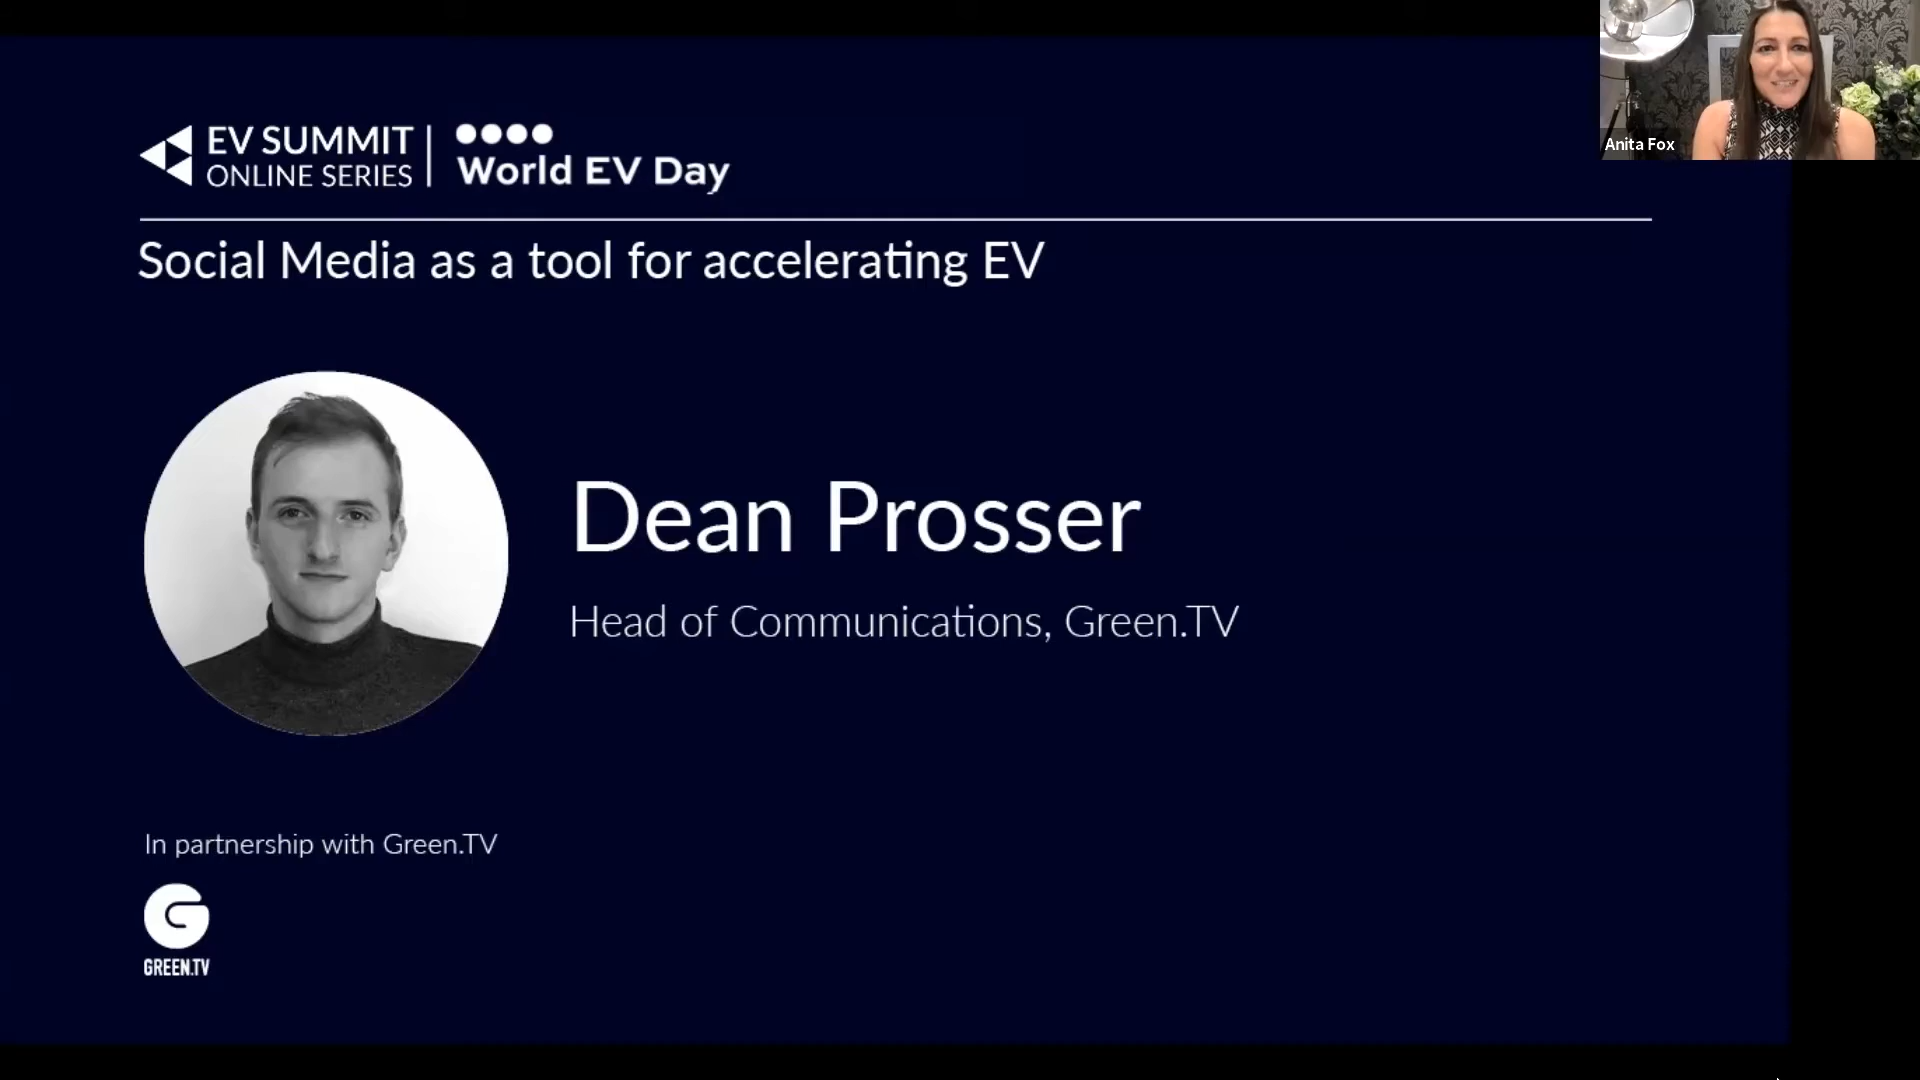 EV SUMMIT
ONLINE SERIES
World EV Day
Anita Fox
Social Media as a tool for accelerating EV
Dean Prosser
Head of Communications, Green.TV
In partnership with Green.TV
GREEN.TV